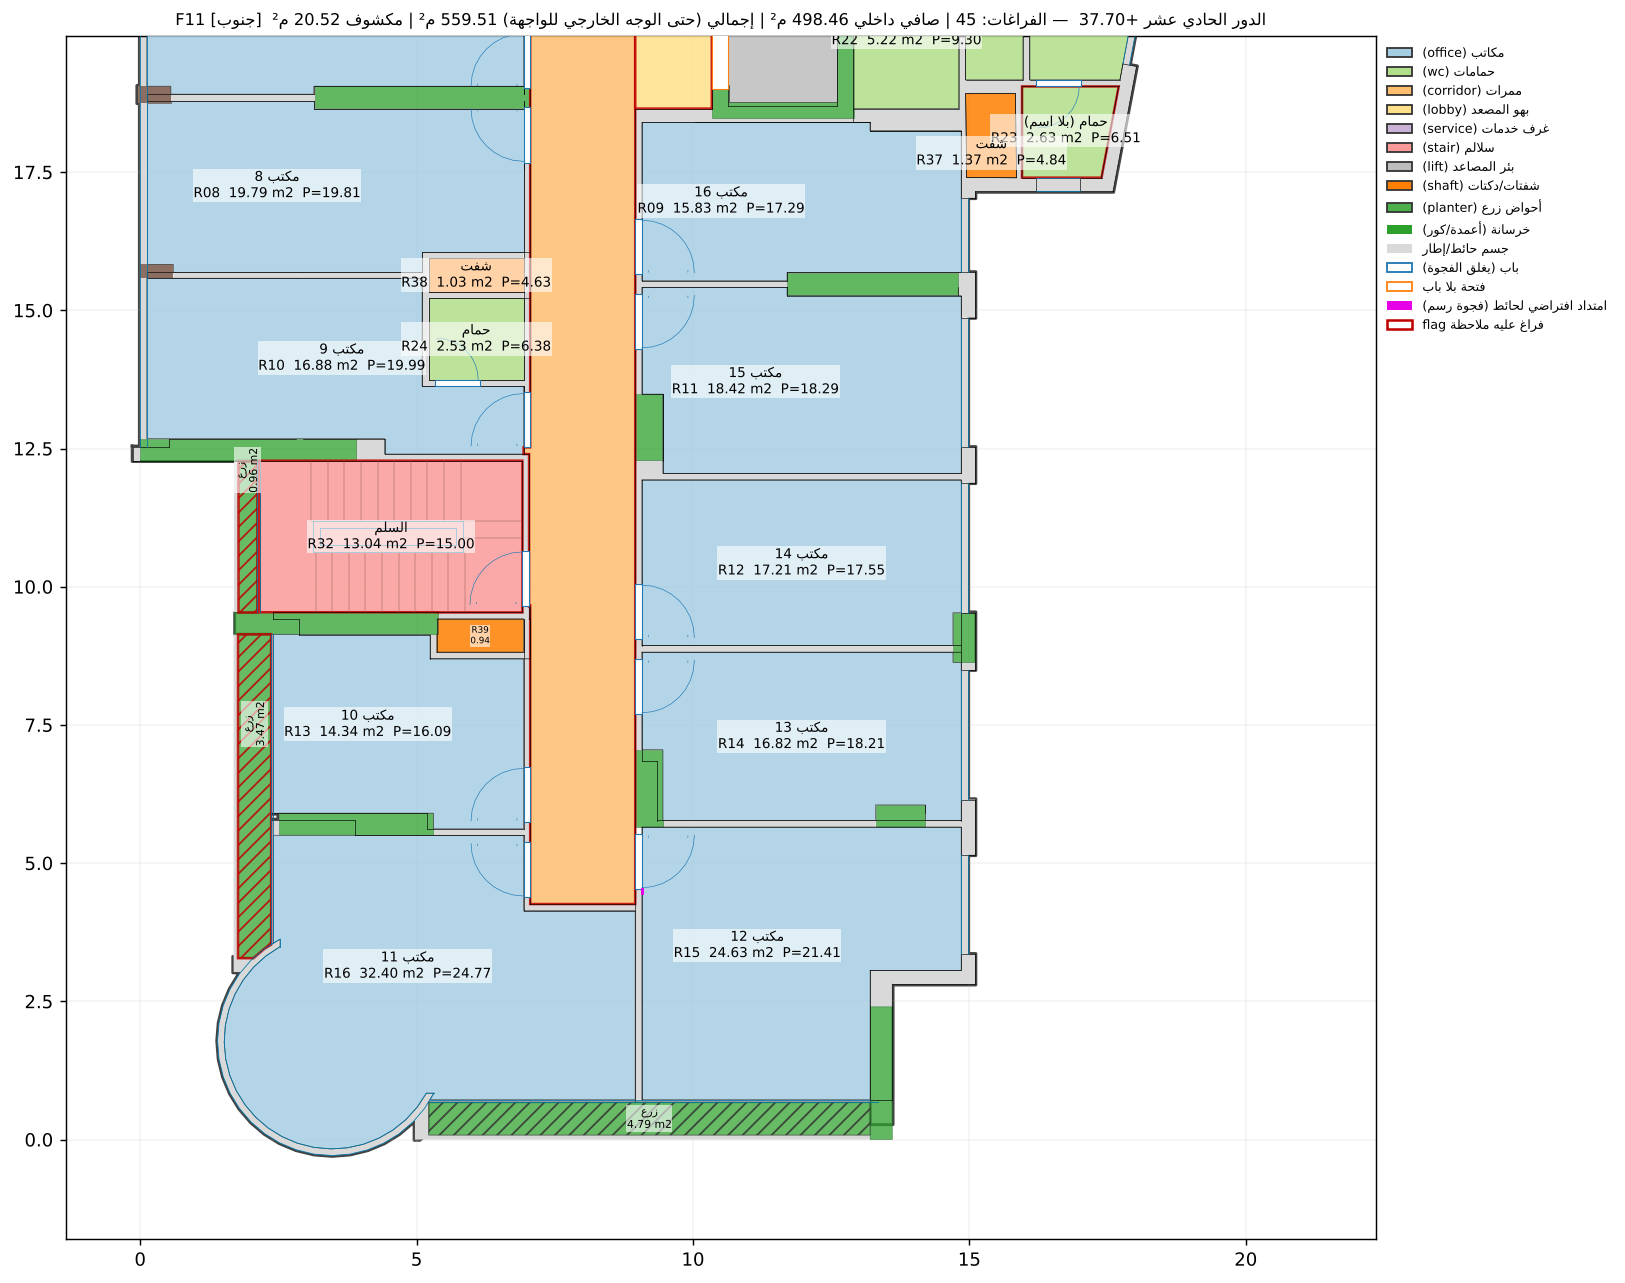 الدور الحادي عشر +37.70 — الفراغات: 45 | صافي داخلي 498.46 م² | إجمالي (حتى الوجه الخارجي للواجهة) 559.51 م² | مكشوف 20.52 م² [جنوب] F11
R22 5.22 m2 P=9.30
مكاتب (office)
حمامات (wc)
ممرات (corridor)
بهو المصعد (lobby)
غرف خدمات (service)
سلالم (stair)
بئر المصاعد (lift)
شفتات/دكتات (shaft)
أحواض زرع (planter)
خرسانة (أعمدة/كور)
جسم حائط/إطار
باب (يغلق الفجوة)
فتحة بلا باب
امتداد افتراضي لحائط (فجوة رسم)
فراغ عليه ملاحظة flag
حمام (بلا اسم)
R23 2.63 m2 P=6.51
شفت
R37 1.37 m2 P=4.84
مكتب 8
R08 19.79 m2 P=19.81
مكتب 16
R09 15.83 m2 P=17.29
شفت
R38 1.03 m2 P=4.63
حمام
R24 2.53 m2 P=6.38
مكتب 9
R10 16.88 m2 P=19.99
مكتب 15
R11 18.42 m2 P=18.29
زرع
0.96 m2
السلم
R32 13.04 m2 P=15.00
مكتب 14
R12 17.21 m2 P=17.55
R39
0.94
زرع
3.47 m2
مكتب 10
R13 14.34 m2 P=16.09
مكتب 13
R14 16.82 m2 P=18.21
مكتب 12
R15 24.63 m2 P=21.41
مكتب 11
R16 32.40 m2 P=24.77
زرع
4.79 m2
17.5
15.0
12.5
10.0
7.5
5.0
2.5
0.0
0
5
10
15
20